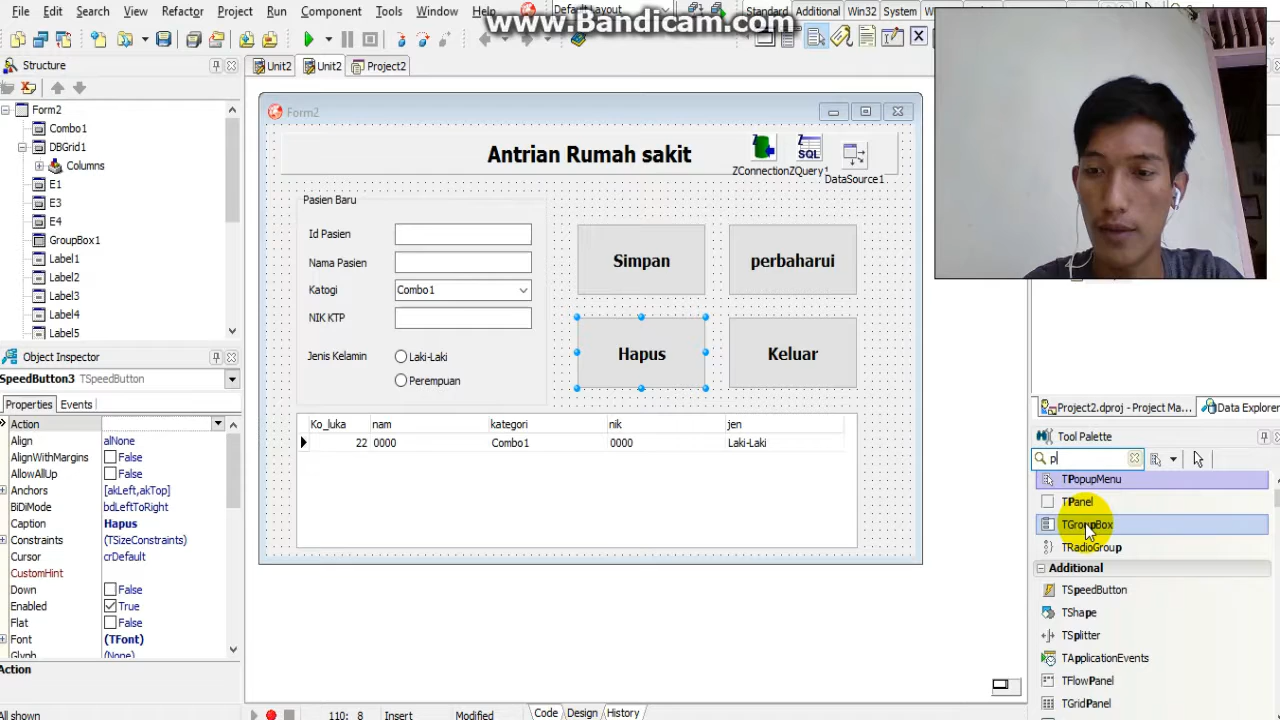 File Edit Search View Refactoring Project Run Component Tools Window Help Default Layout Standard Additional Win32 System
www.Bandicam.com
Structure Unit2 Unit2 Project2
Form2
Combo1
DBGrid1
Columns
E1
E3
E4
GroupBox1
Label1
Label2
Label3
Label4
Label5
Form2
Antrian Rumah sakit
SQL
ZConnection ZQuery1
DataSource1
Pasien Baru
Id Pasien
Nama Pasien
Katogi Combo1
NIK KTP
Jenis Kelamin Laki-Laki
Perempuan
Simpan perbaharui
Hapus Keluar
Ko_luka nam kategori nik jen
22 0000 Combo1 0000 Laki-Laki
Object Inspector
SpeedButton3 TSpeedButton
Properties Events
Action
Align alNone
AlignWithMargins False
AllowAllUp False
Anchors [akLeft,akTop]
BiDiMode bdLeftToRight
Caption Hapus
Constraints (TSizeConstraints)
Cursor crDefault
CustomHint
Down False
Enabled True
Flat False
Font (TFont)
Glyph (None)
Action
All shown
110: 8 Insert Modified Code Design History
Project2.dproj - Project Ma... Data Explorer
Tool Palette
p
TPopupMenu
TPanel
TGroupBox
TRadioGroup
Additional
TSpeedButton
TShape
TSplitter
TApplicationEvents
TFlowPanel
TGridPanel